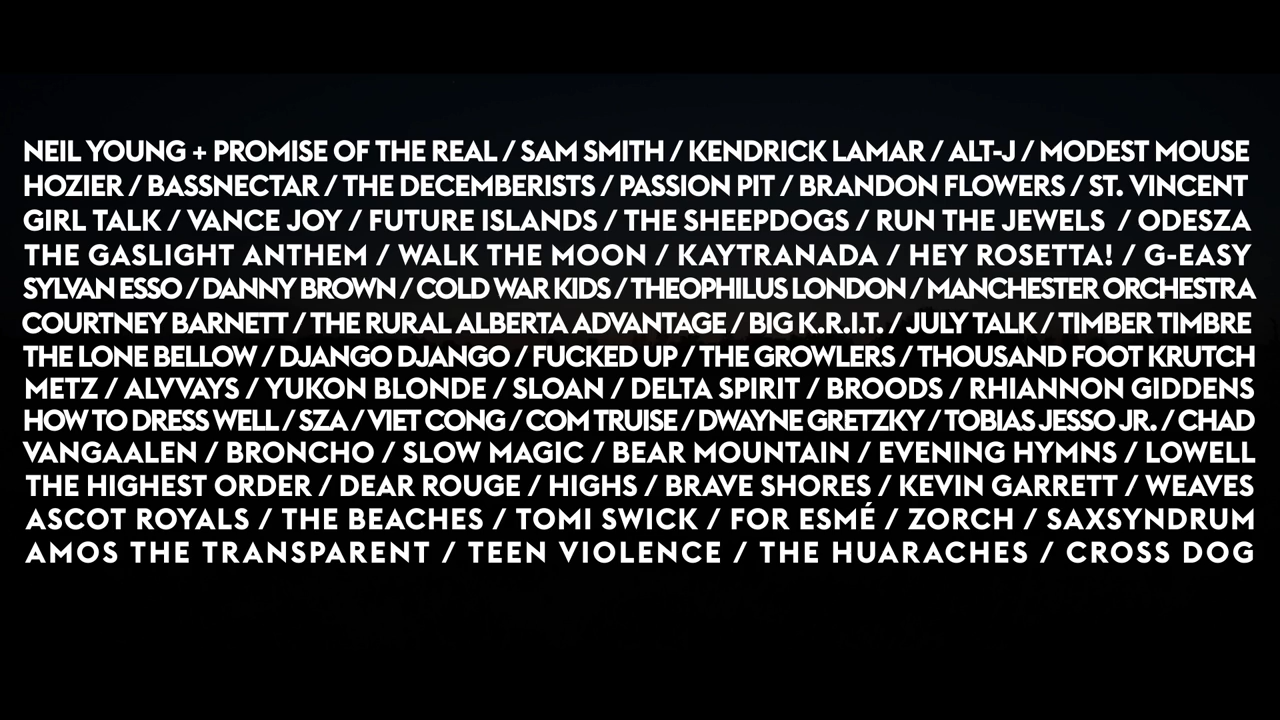 NEIL YOUNG + PROMISE OF THE REAL / SAM SMITH / KENDRICK LAMAR / ALT-J / MODEST MOUSE
HOZIER / BASSNECTAR / THE DECEMBERISTS / PASSION PIT / BRANDON FLOWERS / ST. VINCENT
GIRL TALK / VANCE JOY / FUTURE ISLANDS / THE SHEEPDOGS / RUN THE JEWELS / ODESZA
THE GASLIGHT ANTHEM / WALK THE MOON / KAYTRANADA / HEY ROSETTA! / G-EASY
SYLVAN ESSO / DANNY BROWN / COLD WAR KIDS / THEOPHILUS LONDON / MANCHESTER ORCHESTRA
COURTNEY BARNETT / THE RURAL ALBERTA ADVANTAGE / BIG K.R.I.T. / JULY TALK / TIMBER TIMBRE
THE LONE BELLOW / DJANGO DJANGO / FUCKED UP / THE GROWLERS / THOUSAND FOOT KRUTCH
METZ / ALVVAYS / YUKON BLONDE / SLOAN / DELTA SPIRIT / BROODS / RHIANNON GIDDENS
HOW TO DRESS WELL / SZA / VIET CONG / COM TRUISE / DWAYNE GRETZKY / TOBIAS JESSO JR. / CHAD
VANGAALEN / BRONCHO / SLOW MAGIC / BEAR MOUNTAIN / EVENING HYMNS / LOWELL
THE HIGHEST ORDER / DEAR ROUGE / HIGHS / BRAVE SHORES / KEVIN GARRETT / WEAVES
ASCOT ROYALS / THE BEACHES / TOMI SWICK / FOR ESMÉ / ZORCH / SAXSYNDRUM
AMOS THE TRANSPARENT / TEEN VIOLENCE / THE HUARACHES / CROSS DOG